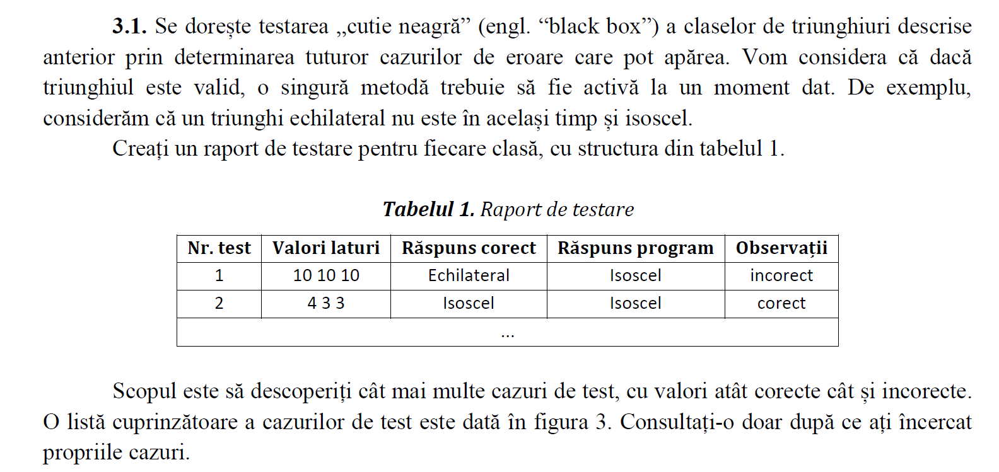 3.1. Se dorește testarea „cutie neagră” (engl. “black box”) a claselor de triunghiuri descrise
anterior prin determinarea tuturor cazurilor de eroare care pot apărea. Vom considera că dacă
triunghiul este valid, o singură metodă trebuie să fie activă la un moment dat. De exemplu,
considerăm că un triunghi echilateral nu este în același timp și isoscel.
Creați un raport de testare pentru fiecare clasă, cu structura din tabelul 1.
Tabelul 1. Raport de testare
Nr. test Valori laturi Răspuns corect Răspuns program Observații
1 10 10 10 Echilateral Isoscel incorect
2 4 3 3 Isoscel Isoscel corect
...
Scopul este să descoperiți cât mai multe cazuri de test, cu valori atât corecte cât și incorecte.
O listă cuprinzătoare a cazurilor de test este dată în figura 3. Consultați-o doar după ce ați încercat
propriile cazuri.